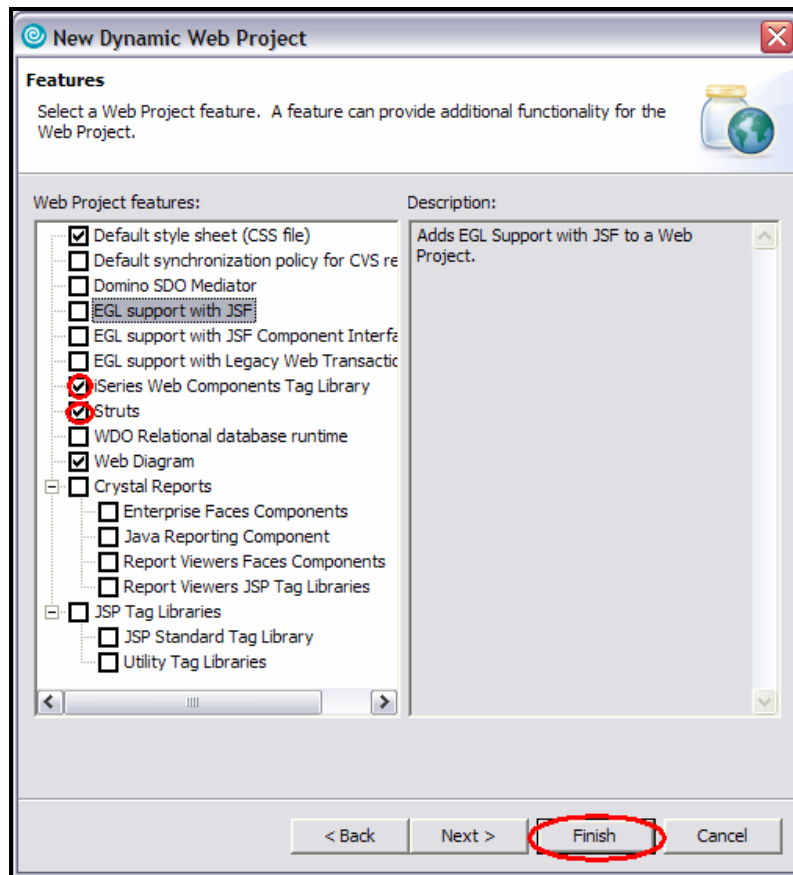 New Dynamic Web Project
Features
Select a Web Project feature. A feature can provide additional functionality for the
Web Project.
Web Project features:
Description:
Default style sheet (CSS file)
Default synchronization policy for CVS re
Domino SDO Mediator
EGL support with JSF
EGL support with JSF Component Interfa
EGL support with Legacy Web Transactic
iSeries Web Components Tag Library
Struts
WDO Relational database runtime
Web Diagram
Crystal Reports
Enterprise Faces Components
Java Reporting Component
Report Viewers Faces Components
Report Viewers JSP Tag Libraries
JSP Tag Libraries
JSP Standard Tag Library
Utility Tag Libraries
Adds EGL Support with JSF to a Web
Project.
< Back
Next >
Finish
Cancel